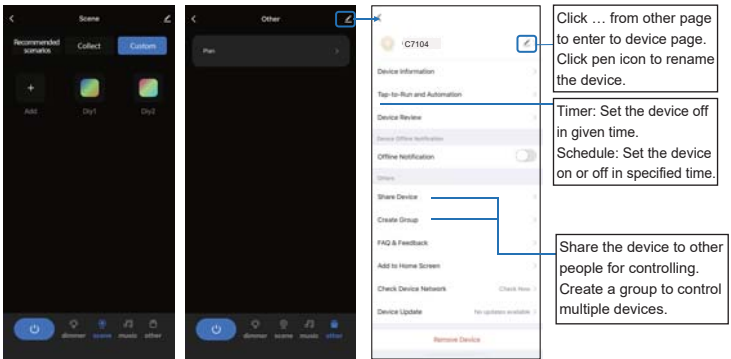 Scene
Recommended
scenarios
Collect
Custom
Add
Diy1
Diy2
dimmer
scene
music
other
Other
Plan
dimmer
scene
music
other
C7104
Device Information
Tap-to-Run and Automation
Device Review
Device Offline Notification
Offline Notification
Others
Share Device
Create Group
FAQ & Feedback
Add to Home Screen
Check Device Network
Check Now
Device Update
No updates available
Remove Device
Click … from other page
to enter to device page.
Click pen icon to rename
the device.
Timer: Set the device off
in given time.
Schedule: Set the device
on or off in specified time.
Share the device to other
people for controlling.
Create a group to control
multiple devices.